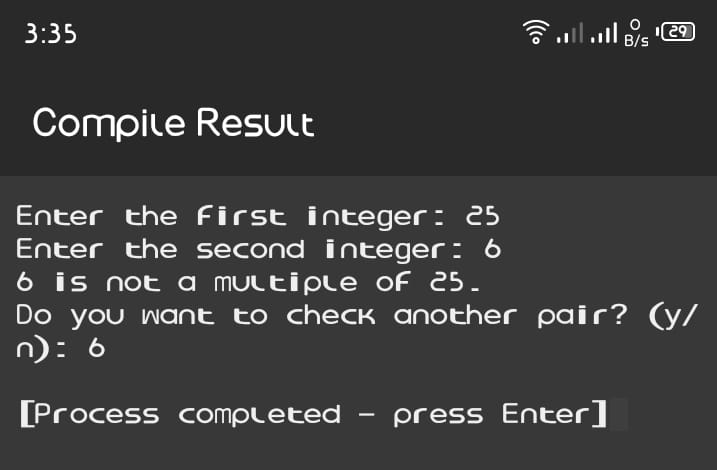 3:35
0
B/s
29
Compile Result
Enter the first integer: 25
Enter the second integer: 6
6 is not a multiple of 25.
Do you want to check another pair? (y/
n): 6
[Process completed - press Enter]